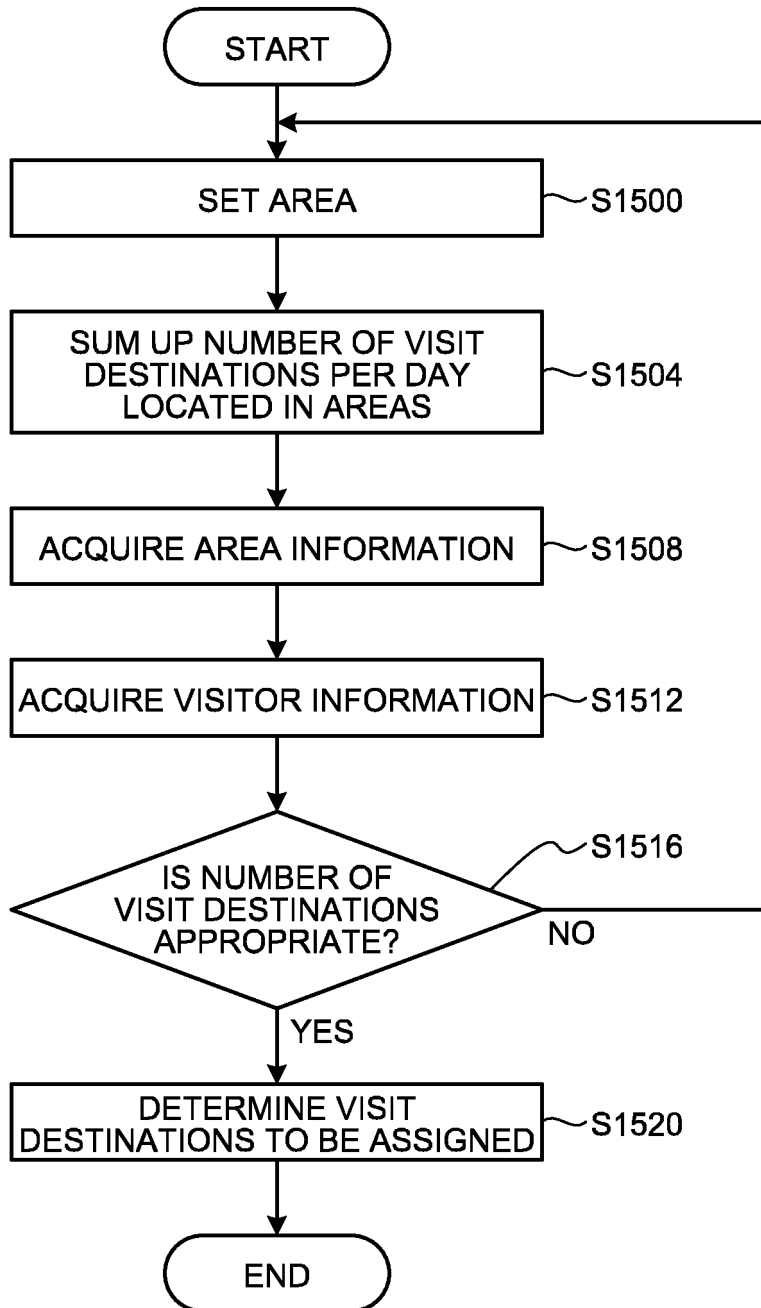 START
SET AREA
S1500
SUM UP NUMBER OF VISIT
DESTINATIONS PER DAY
LOCATED IN AREAS
S1504
ACQUIRE AREA INFORMATION
S1508
ACQUIRE VISITOR INFORMATION
S1512
IS NUMBER OF
VISIT DESTINATIONS
APPROPRIATE?
S1516
NO
YES
DETERMINE VISIT
DESTINATIONS TO BE ASSIGNED
S1520
END